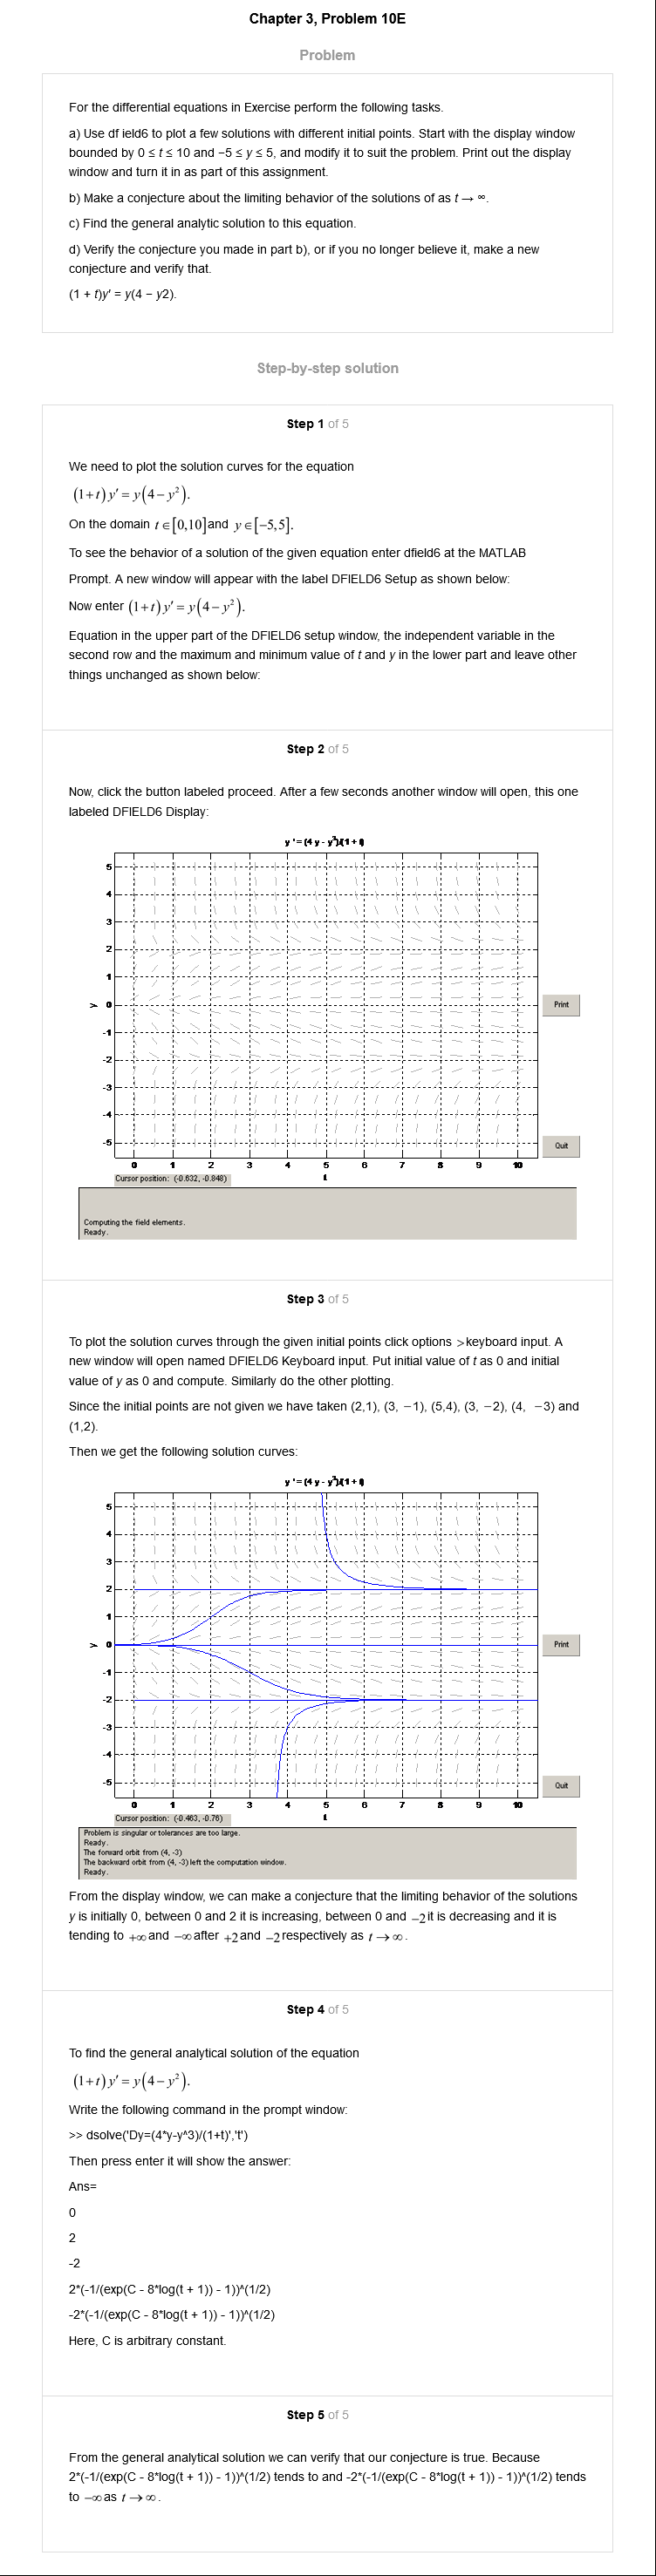 Chapter 3, Problem 10E
Problem
For the differential equations in Exercise perform the following tasks.
a) Use df ield6 to plot a few solutions with different initial points. Start with the display window
bounded by 0 ≤ t ≤ 10 and −5 ≤ y ≤ 5, and modify it to suit the problem. Print out the display
window and turn it in as part of this assignment.
b) Make a conjecture about the limiting behavior of the solutions of as t → ∞.
c) Find the general analytic solution to this equation.
d) Verify the conjecture you made in part b), or if you no longer believe it, make a new
conjecture and verify that.
(1 + t)y′ = y(4 − y2).
Step-by-step solution
Step 1 of 5
We need to plot the solution curves for the equation
(1+t)y′ = y(4−y²).
On the domain t∈[0,10] and y∈[−5,5].
To see the behavior of a solution of the given equation enter dfield6 at the MATLAB
Prompt. A new window will appear with the label DFIELD6 Setup as shown below:
Now enter (1+t)y′ = y(4−y²).
Equation in the upper part of the DFIELD6 setup window, the independent variable in the
second row and the maximum and minimum value of t and y in the lower part and leave other
things unchanged as shown below:
Step 2 of 5
Now, click the button labeled proceed. After a few seconds another window will open, this one
labeled DFIELD6 Display:
y ' = (4 y - y³)/(1 + t)
5
4
3
2
1
y 0
-1
-2
-3
-4
-5
0 1 2 3 4 5 6 7 8 9 10
t
Print
Quit
Cursor position: (-0.632, -0.848)
Computing the field elements.
Ready.
Step 3 of 5
To plot the solution curves through the given initial points click options >keyboard input. A
new window will open named DFIELD6 Keyboard input. Put initial value of t as 0 and initial
value of y as 0 and compute. Similarly do the other plotting.
Since the initial points are not given we have taken (2,1), (3, −1), (5,4), (3, −2), (4, −3) and
(1,2).
Then we get the following solution curves:
y ' = (4 y - y³)/(1 + t)
5
4
3
2
1
y 0
-1
-2
-3
-4
-5
0 1 2 3 4 5 6 7 8 9 10
t
Print
Quit
Cursor position: (-0.463, -0.76)
Problem is singular or tolerances are too large.
Ready.
The forward orbit from (4, -3)
The backward orbit from (4, -3) left the computation window.
Ready.
From the display window, we can make a conjecture that the limiting behavior of the solutions
y is initially 0, between 0 and 2 it is increasing, between 0 and −2 it is decreasing and it is
tending to +∞ and −∞ after +2 and −2 respectively as t → ∞.
Step 4 of 5
To find the general analytical solution of the equation
(1+t)y′ = y(4−y²).
Write the following command in the prompt window:
>> dsolve('Dy=(4*y-y^3)/(1+t)','t')
Then press enter it will show the answer:
Ans=
0
2
-2
2*(-1/(exp(C - 8*log(t + 1)) - 1))^(1/2)
-2*(-1/(exp(C - 8*log(t + 1)) - 1))^(1/2)
Here, C is arbitrary constant.
Step 5 of 5
From the general analytical solution we can verify that our conjecture is true. Because
2*(-1/(exp(C - 8*log(t + 1)) - 1))^(1/2) tends to and -2*(-1/(exp(C - 8*log(t + 1)) - 1))^(1/2) tends
to −∞ as t → ∞.